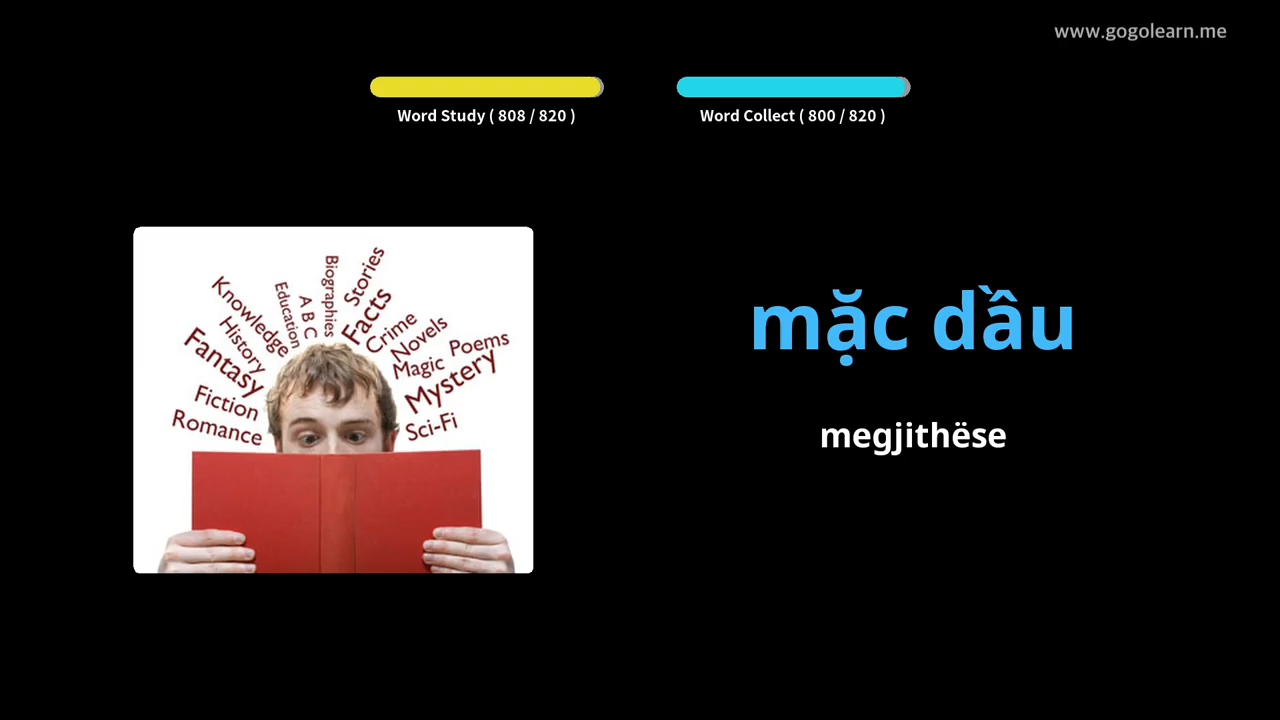 www.gogolearn.me
Word Study ( 808 / 820 )
Word Collect ( 800 / 820 )
Stories
Biographies
Facts
A B C
Education
Knowledge
History
Crime
Novels
Poems
Magic
Fantasy
Mystery
Fiction
Sci-Fi
Romance
mặc dầu
megjithëse